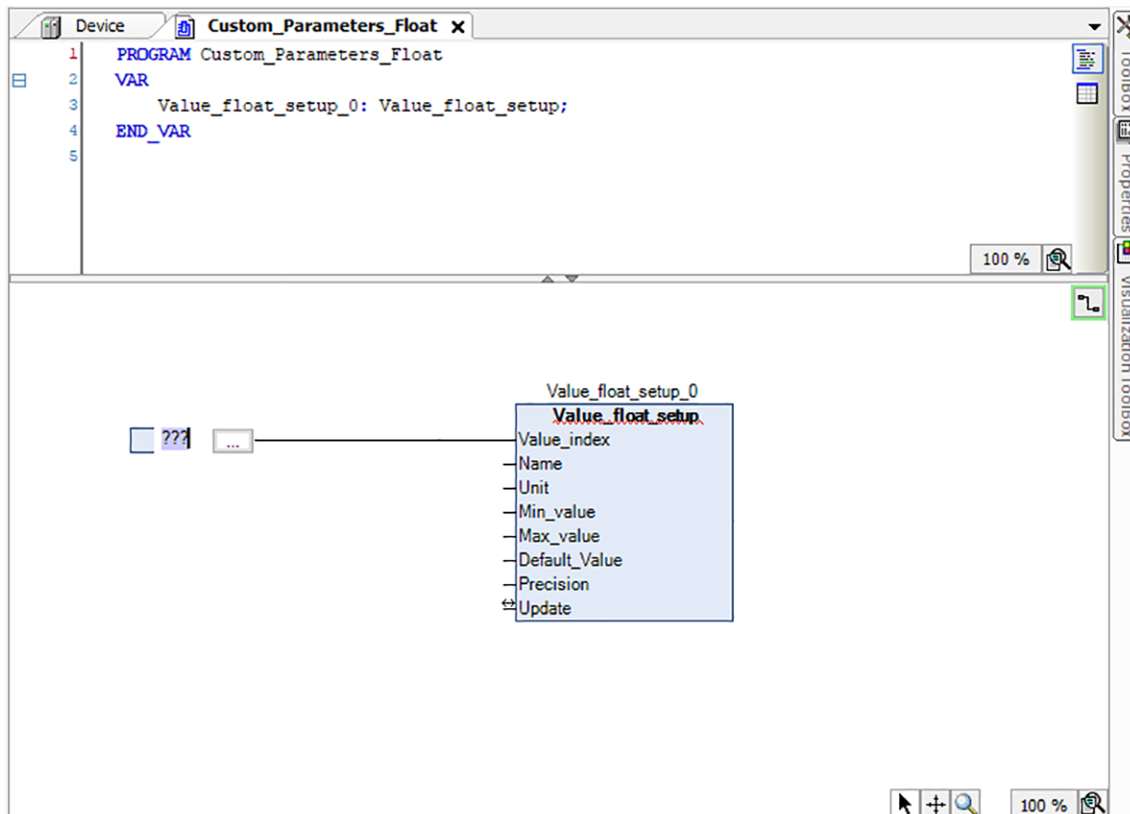 Device
Custom_Parameters_Float
1 PROGRAM Custom_Parameters_Float
2 VAR
3 Value_float_setup_0: Value_float_setup;
4 END_VAR
5
100 %
ToolBox
Properties
Visualization Toolbox
Value_float_setup_0
Value_float_setup
??? ... Value_index
Name
Unit
Min_value
Max_value
Default_Value
Precision
Update
100 %